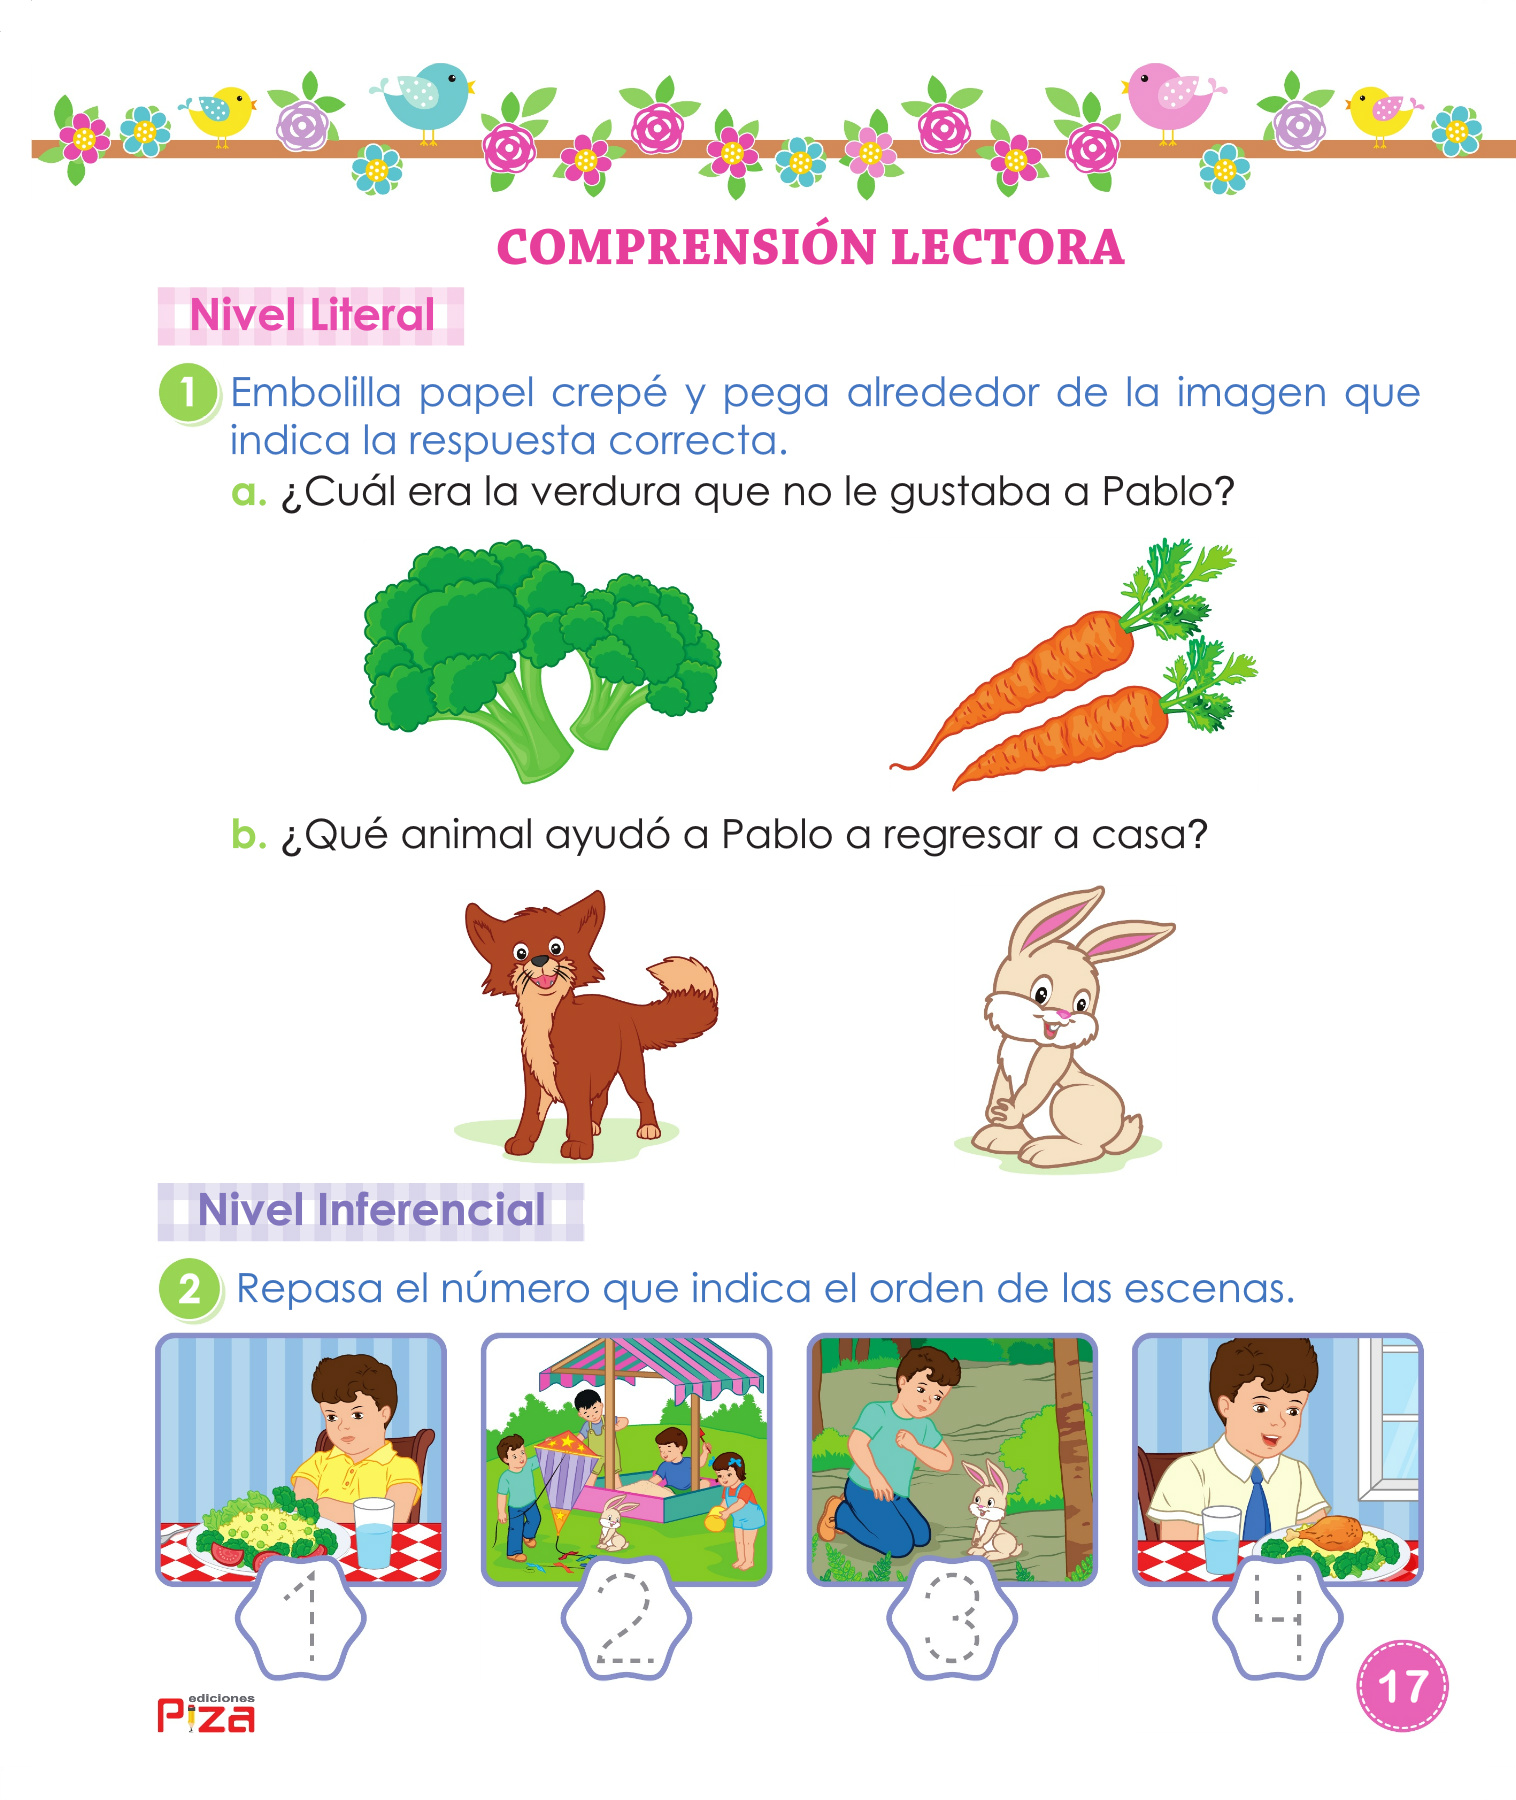 COMPRENSIÓN LECTORA
Nivel Literal
1 Embolilla papel crepé y pega alrededor de la imagen que
indica la respuesta correcta.
a. ¿Cuál era la verdura que no le gustaba a Pablo?
b. ¿Qué animal ayudó a Pablo a regresar a casa?
Nivel Inferencial
2 Repasa el número que indica el orden de las escenas.
1 2 3 4
ediciones
Piza
17